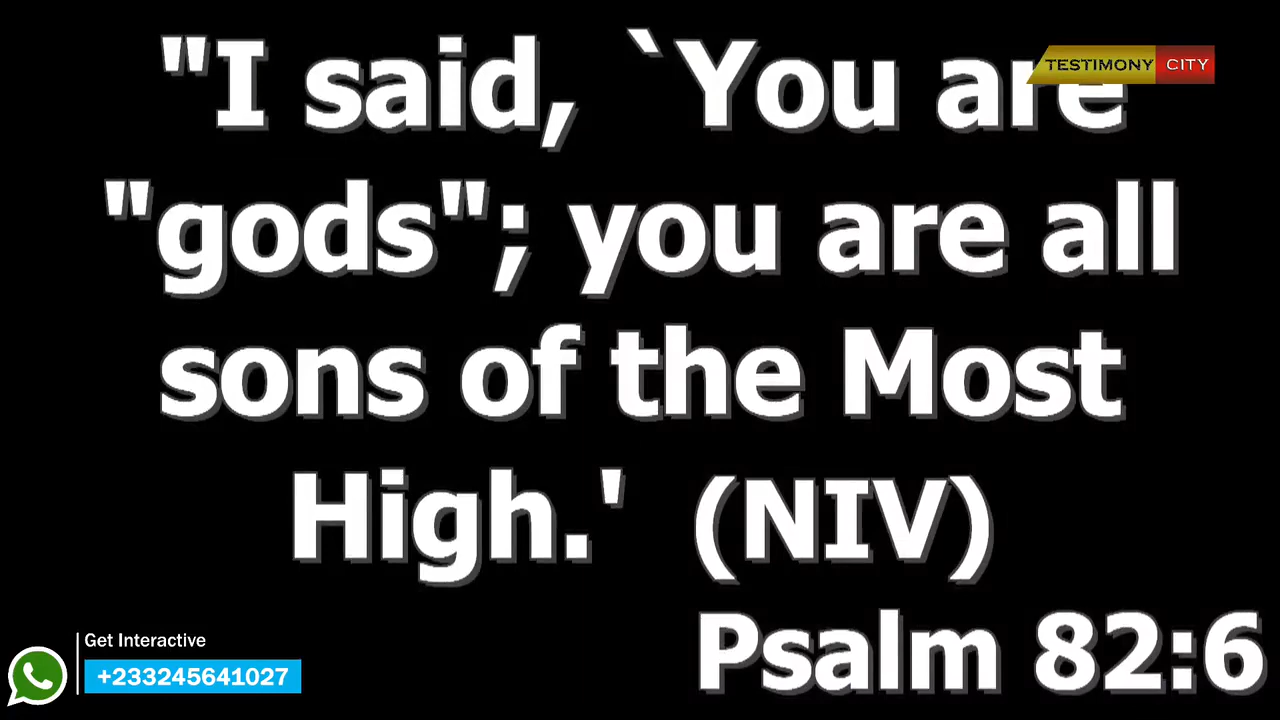 "I said, `You are
TESTIMONY CITY
"gods"; you are all
sons of the Most
High.' (NIV)
Psalm 82:6
Get Interactive
+233245641027